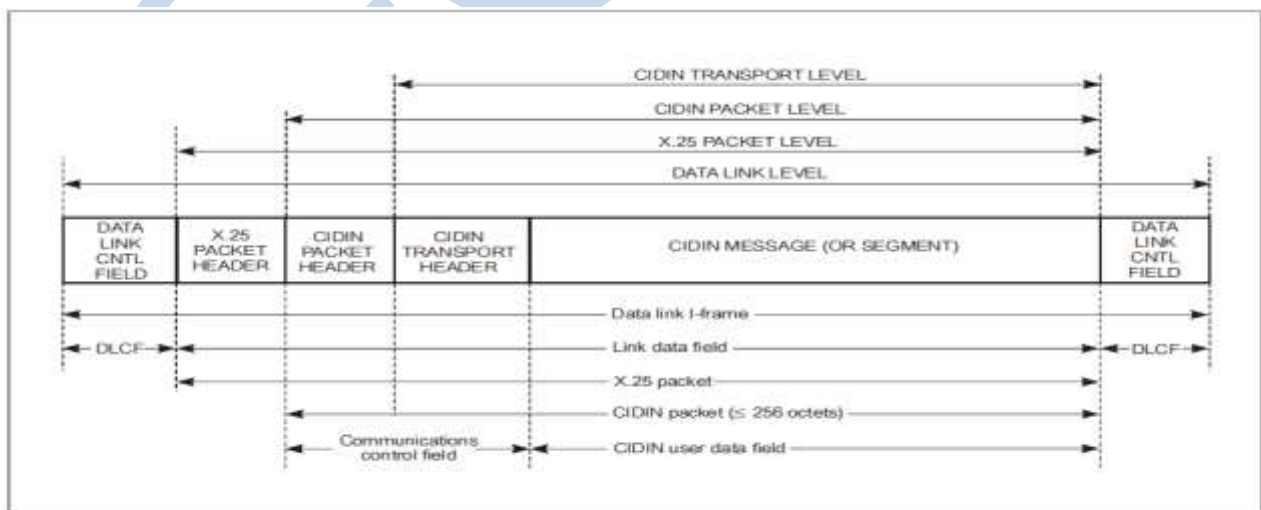 CIDIN TRANSPORT LEVEL
CIDIN PACKET LEVEL
X.25 PACKET LEVEL
DATA LINK LEVEL
DATA
LINK
CNTL
FIELD
X.25
PACKET
HEADER
CIDIN
PACKET
HEADER
CIDIN
TRANSPORT
HEADER
CIDIN MESSAGE (OR SEGMENT)
DATA
LINK
CNTL
FIELD
Data link I-frame
DLCF
Link data field
DLCF
X.25 packet
CIDIN packet (≤ 256 octets)
Communications
control field
CIDIN user data field